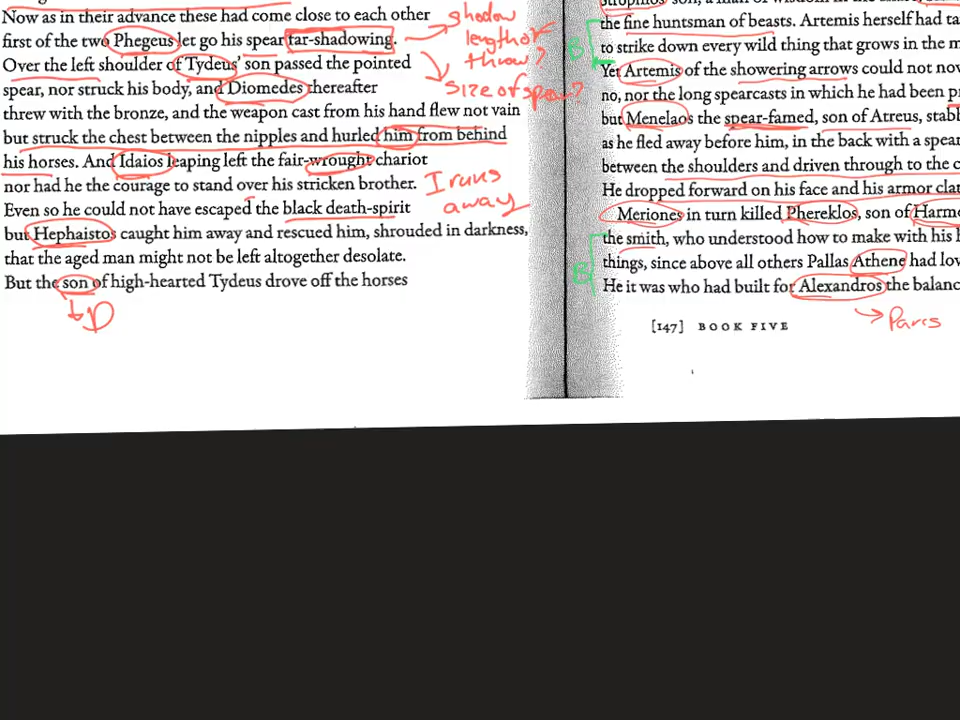 Now as in their advance these had come close to each other
first of the two Phegeus let go his spear far-shadowing.
Over the left shoulder of Tydeus' son passed the pointed
spear, nor struck his body, and Diomedes thereafter
threw with the bronze, and the weapon cast from his hand flew not vain
but struck the chest between the nipples and hurled him from behind
his horses. And Idaios leaping left the fair-wrought chariot
nor had he the courage to stand over his stricken brother.
Even so he could not have escaped the black death-spirit
but Hephaistos caught him away and rescued him, shrouded in darkness,
that the aged man might not be left altogether desolate.
But the son of high-hearted Tydeus drove off the horses
shadow
length of
throw?
size of spear?
I runs
away
D
the fine huntsman of beasts. Artemis herself had ta
to strike down every wild thing that grows in the m
Yet Artemis of the showering arrows could not nov
no, nor the long spearcasts in which he had been p
but Menelaos the spear-famed, son of Atreus, stabl
as he fled away before him, in the back with a spear
between the shoulders and driven through to the c
He dropped forward on his face and his armor clat
Meriones in turn killed Phereklos, son of Harmo
the smith, who understood how to make with his h
things, since above all others Pallas Athene had lov
He it was who had built for Alexandros the balanc
B
B
Paris
[147] BOOK FIVE